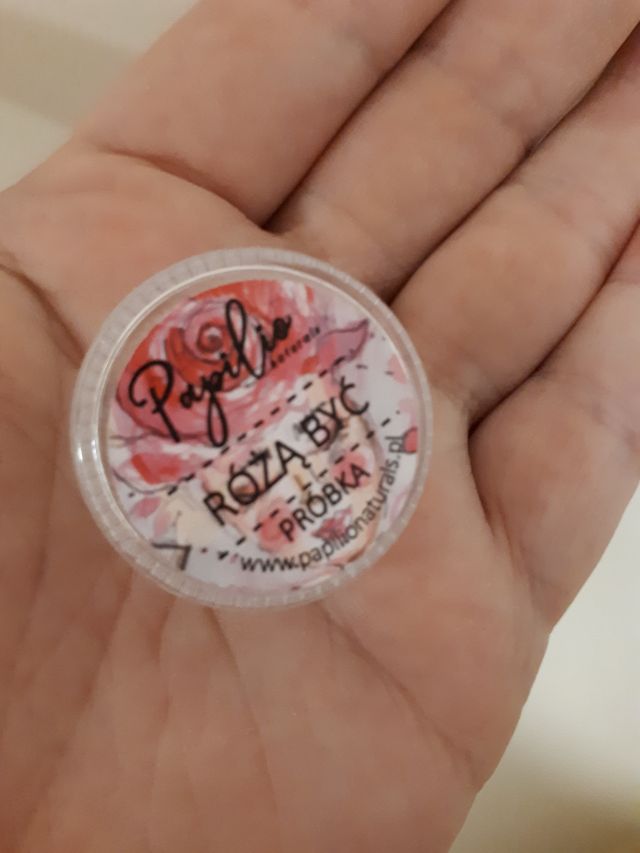 Papilio
naturals
RÓŻĄ BYĆ
PRÓBKA
www.papilionaturals.pl